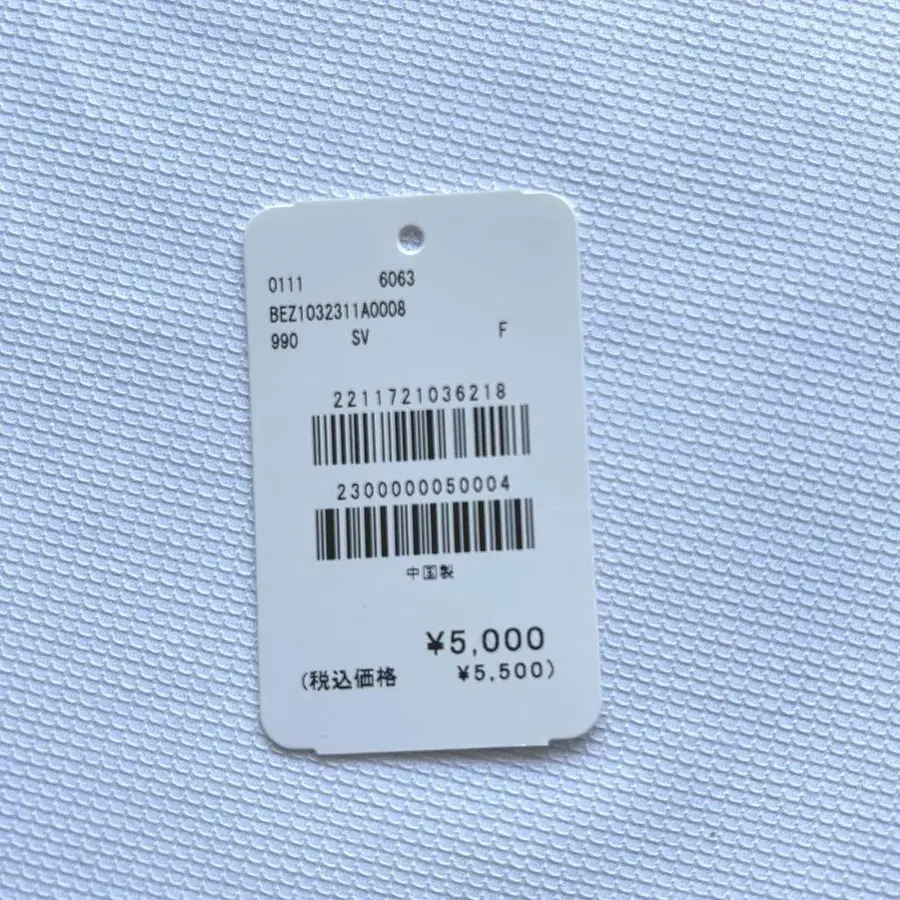 0111 6063
BEZ1032311A0008
990 SV F
2211721036218
2300000050004
中国製
¥5,000
(税込価格 ¥5,500)